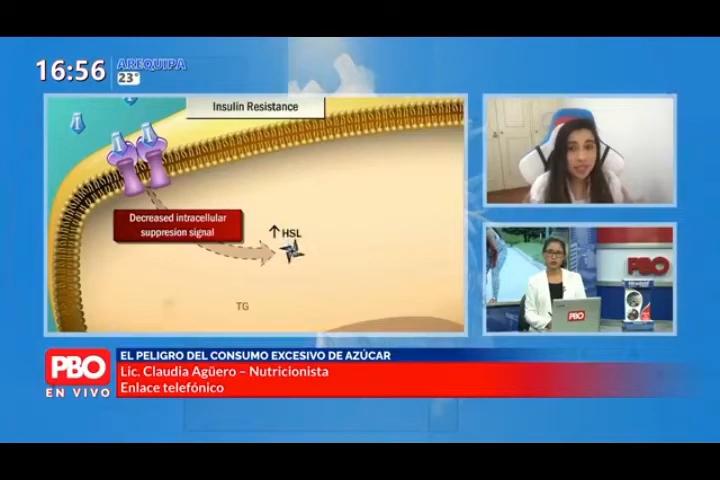 16:56
AREQUIPA
23°
Insulin Resistance
Decreased intracellular
suppresion signal
↑ HSL
TG
PBO
PBO
PBO
EN VIVO
EL PELIGRO DEL CONSUMO EXCESIVO DE AZÚCAR
Lic. Claudia Agüero – Nutricionista
Enlace telefónico